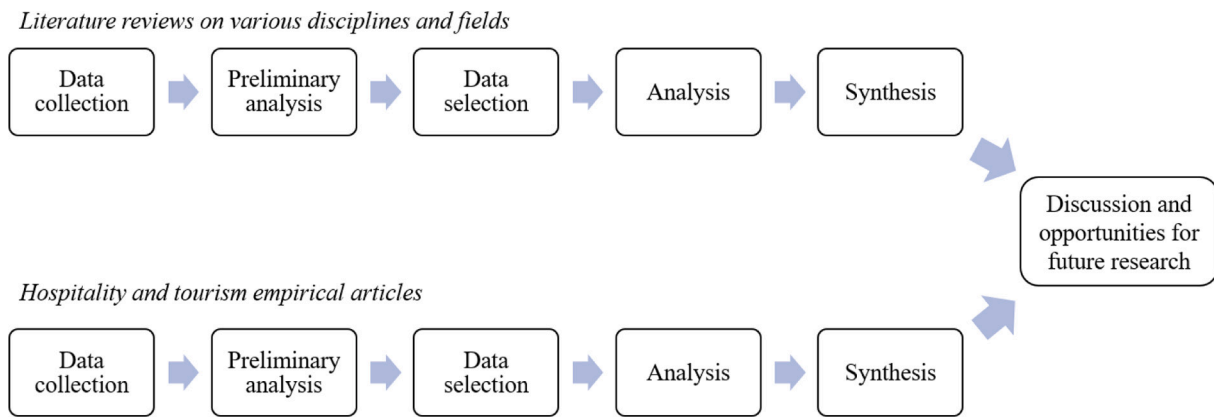 Literature reviews on various disciplines and fields
Data
collection
Preliminary
analysis
Data
selection
Analysis
Synthesis
Discussion and
opportunities for
future research
Hospitality and tourism empirical articles
Data
collection
Preliminary
analysis
Data
selection
Analysis
Synthesis